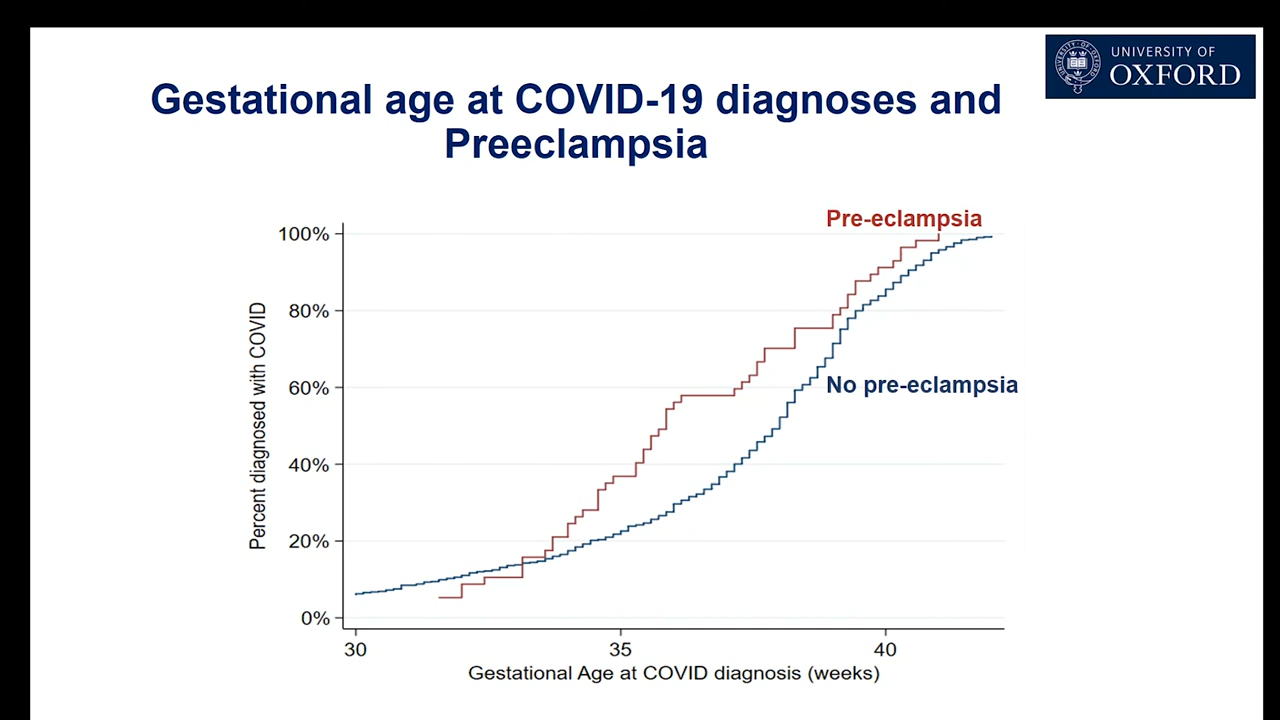 UNIVERSITY OF
OXFORD
Gestational age at COVID-19 diagnoses and
Preeclampsia
Pre-eclampsia
No pre-eclampsia
Percent diagnosed with COVID
100%
80%
60%
40%
20%
0%
30
35
40
Gestational Age at COVID diagnosis (weeks)